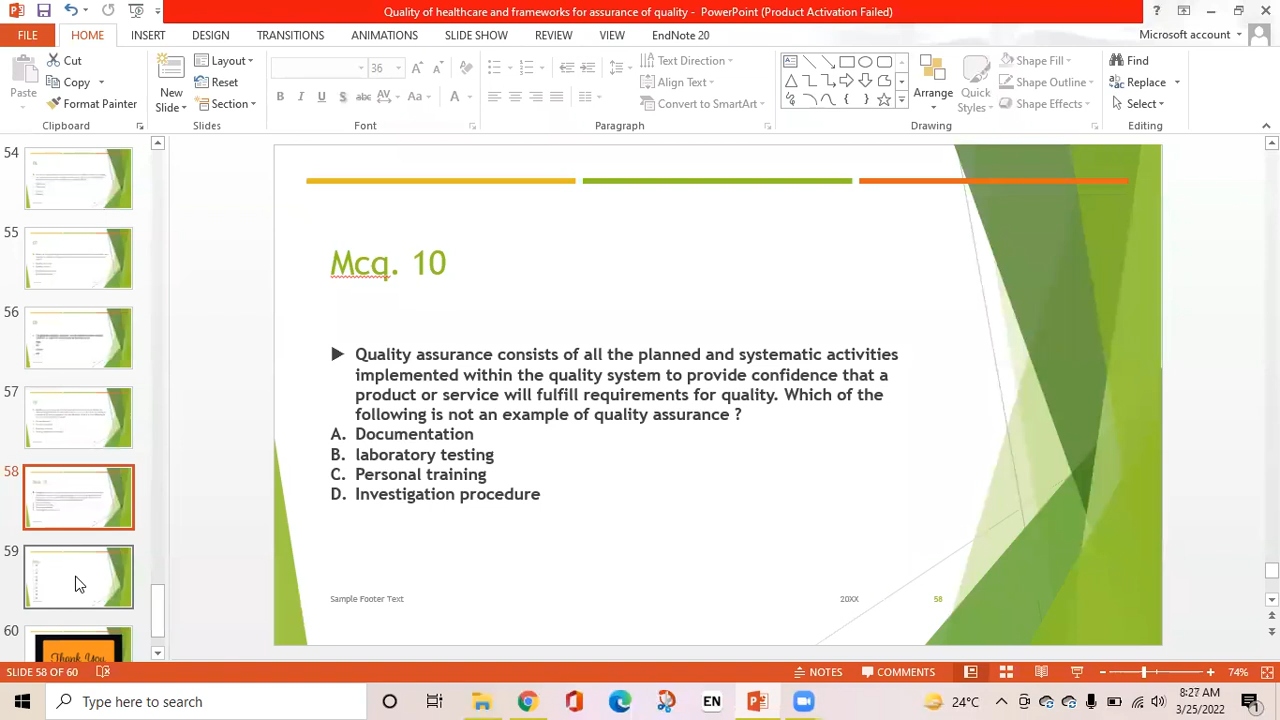 Quality of healthcare and frameworks for assurance of quality - PowerPoint (Product Activation Failed)
FILE HOME INSERT DESIGN TRANSITIONS ANIMATIONS SLIDE SHOW REVIEW VIEW EndNote 20 Microsoft account
Paste
Cut
Copy
Format Painter
Clipboard
New Slide
Layout
Reset
Section
Slides
36
Font
Text Direction
Align Text
Convert to SmartArt
Paragraph
Arrange
Quick Styles
Shape Fill
Shape Outline
Shape Effects
Drawing
Find
Replace
Select
Editing
54
55
56
57
58
59
60
Thank You
Mcq. 10
Quality assurance consists of all the planned and systematic activities
implemented within the quality system to provide confidence that a
product or service will fulfill requirements for quality. Which of the
following is not an example of quality assurance ?
A. Documentation
B. laboratory testing
C. Personal training
D. Investigation procedure
Sample Footer Text 20XX 58
SLIDE 58 OF 60 NOTES COMMENTS 74%
Type here to search
EN
24°C
8:27 AM
3/25/2022